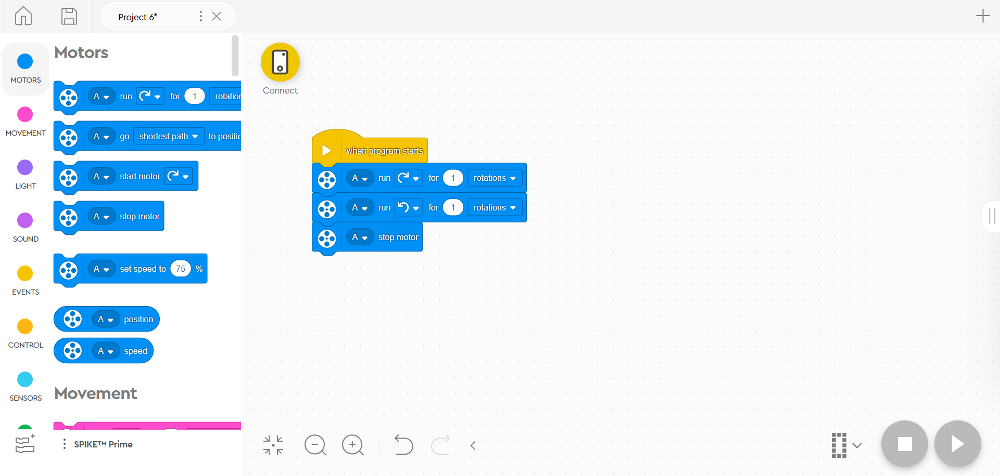 Project 6*
Motors
MOTORS
MOVEMENT
LIGHT
SOUND
EVENTS
CONTROL
SENSORS
A run for 1 rotation
A go shortest path to positio
A start motor
A stop motor
A set speed to 75 %
A position
A speed
Movement
SPIKE™ Prime
Connect
when program starts
A run for 1 rotations
A run for 1 rotations
A stop motor